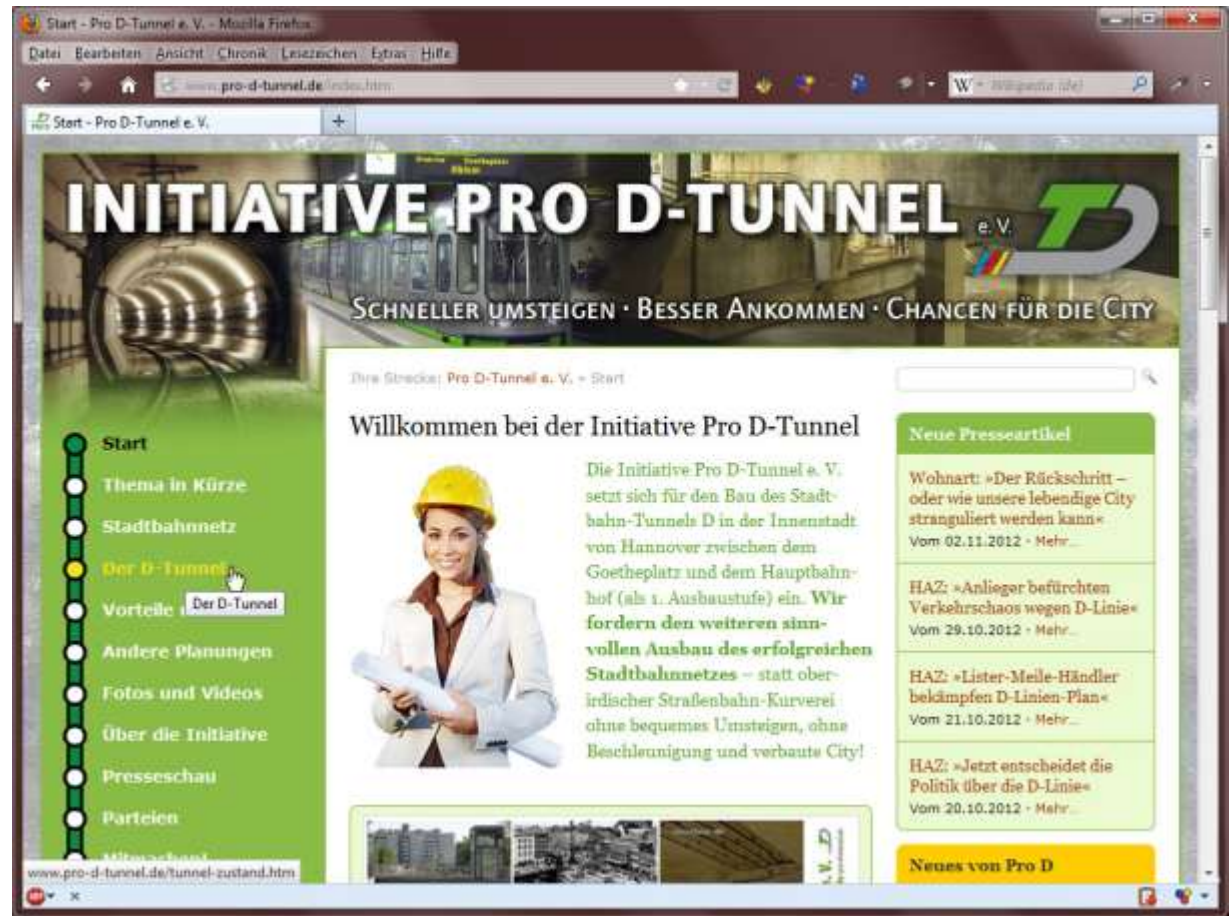 Start - Pro D-Tunnel e. V. - Mozilla Firefox
Datei Bearbeiten Ansicht Chronik Lesezeichen Extras Hilfe
www.pro-d-tunnel.de/index.htm
W Wikipedia (de)
Start - Pro D-Tunnel e. V.
INITIATIVE PRO D-TUNNEL e. V.
SCHNELLER UMSTEIGEN · BESSER ANKOMMEN · CHANCEN FÜR DIE CITY
Ihre Strecke: Pro D-Tunnel e. V. » Start
Start
Thema in Kürze
Stadtbahnnetz
Der D-Tunnel
Der D-Tunnel
Vorteile
Andere Planungen
Fotos und Videos
Über die Initiative
Presseschau
Parteien
Mitmachen!
Willkommen bei der Initiative Pro D-Tunnel
Die Initiative Pro D-Tunnel e. V.
setzt sich für den Bau des Stadt-
bahn-Tunnels D in der Innenstadt
von Hannover zwischen dem
Goetheplatz und dem Hauptbahn-
hof (als 1. Ausbaustufe) ein. Wir
fordern den weiteren sinn-
vollen Ausbau des erfolgreichen
Stadtbahnnetzes – statt ober-
irdischer Straßenbahn-Kurverei
ohne bequemes Umsteigen, ohne
Beschleunigung und verbaute City!
Neue Presseartikel
Wohnart: »Der Rückschritt –
oder wie unsere lebendige City
stranguliert werden kann«
Vom 02.11.2012 · Mehr...
HAZ: »Anlieger befürchten
Verkehrschaos wegen D-Linie«
Vom 29.10.2012 · Mehr...
HAZ: »Lister-Meile-Händler
bekämpfen D-Linien-Plan«
Vom 21.10.2012 · Mehr...
HAZ: »Jetzt entscheidet die
Politik über die D-Linie«
Vom 20.10.2012 · Mehr...
Neues von Pro D
www.pro-d-tunnel.de/tunnel-zustand.htm